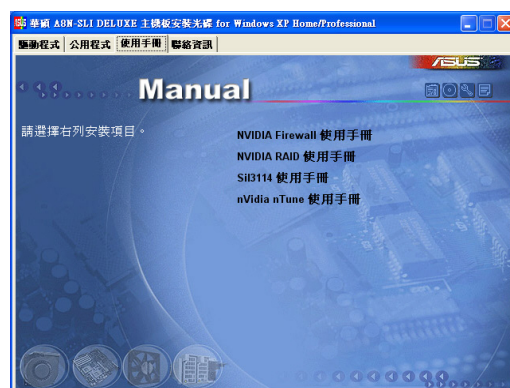 華碩 A8N-SLI DELUXE 主機板安裝光碟 for Windows XP Home/Professional
驅動程式 公用程式 使用手冊 聯絡資訊
ASUS
Manual
請選擇右列安裝項目。
NVIDIA Firewall 使用手冊
NVIDIA RAID 使用手冊
Sil3114 使用手冊
nVidia nTune 使用手冊